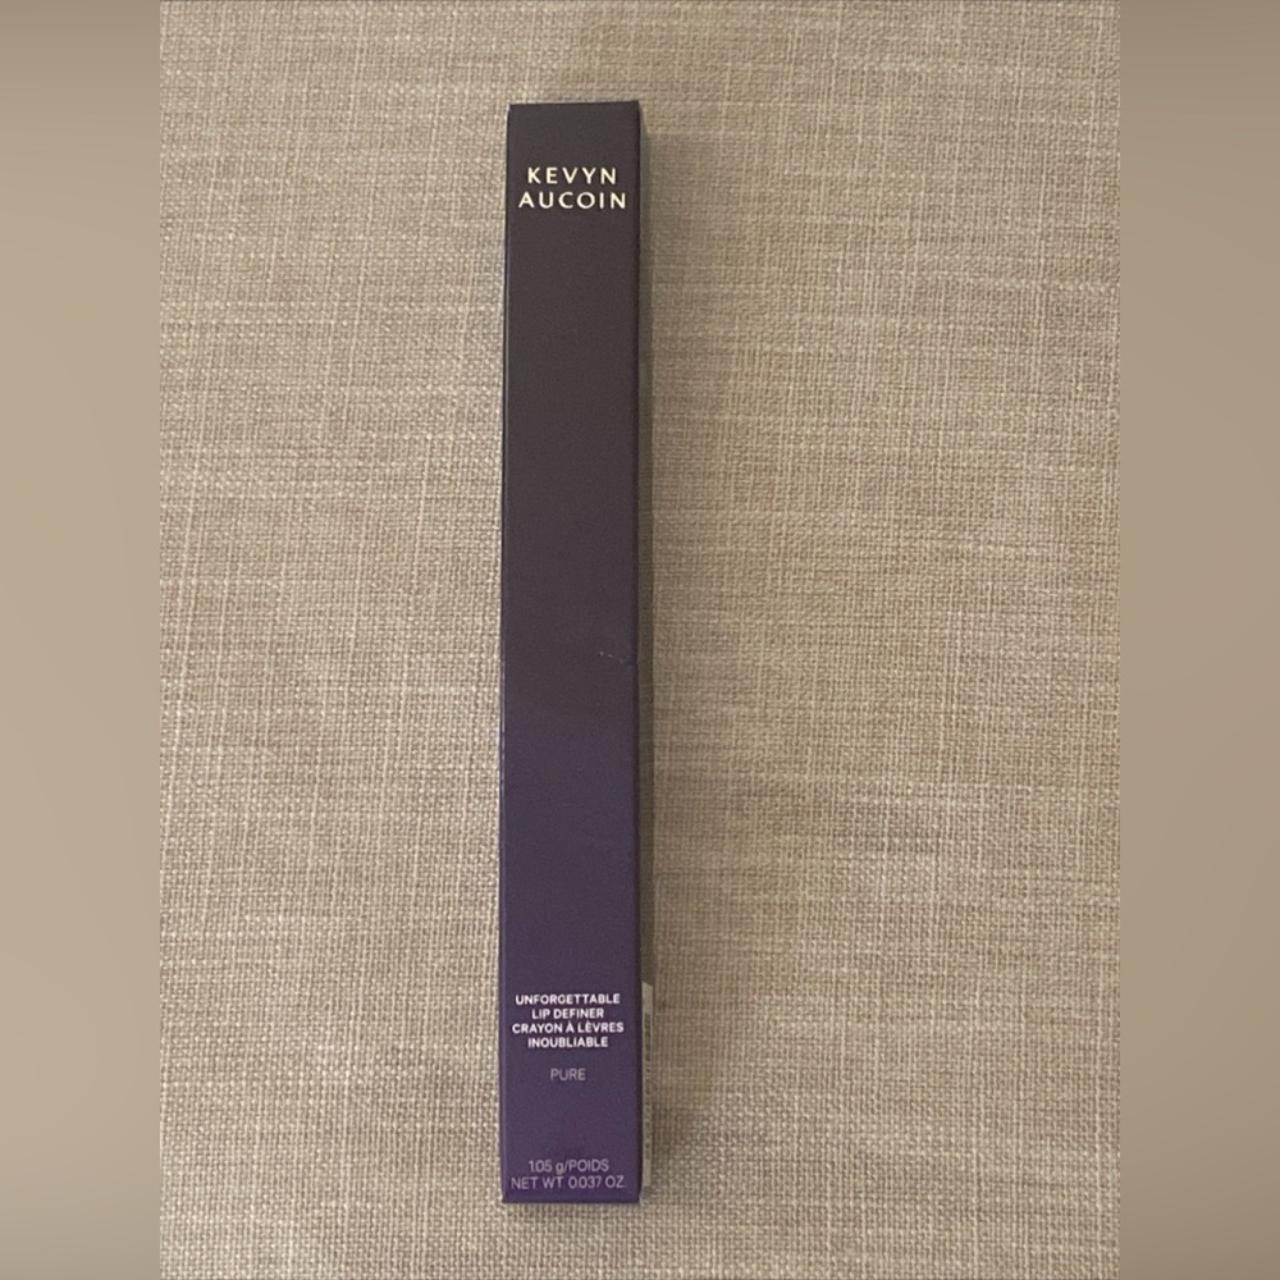 KEVYN
AUCOIN
UNFORGETTABLE
LIP DEFINER
CRAYON À LÈVRES
INOUBLIABLE
PURE
1.05 g/POIDS
NET WT 0.037 OZ.